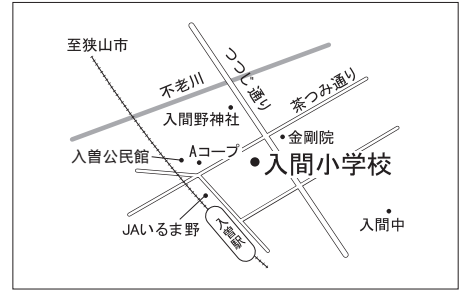 至狭山市
不老川
つつじ通り
茶つみ通り
入間野神社
金剛院
入曽公民館
Aコープ
入間小学校
JAいるま野
入曽駅
入間中